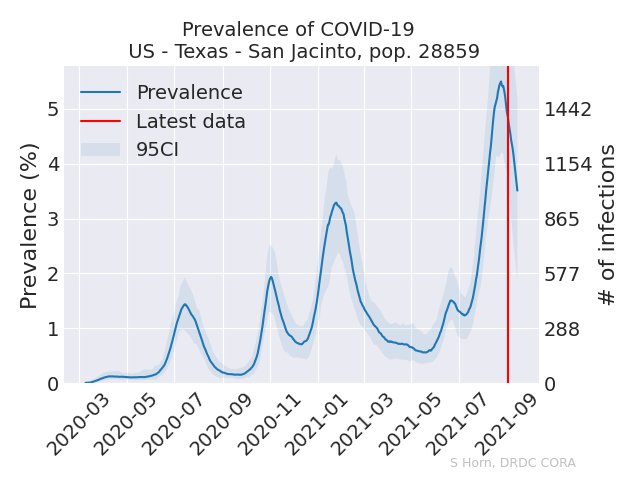 Prevalence of COVID-19
US - Texas - San Jacinto, pop. 28859
Prevalence
Latest data
95CI
Prevalence (%)
5
4
3
2
1
0
1442
1154
865
577
288
0
# of infections
2020-03
2020-05
2020-07
2020-09
2020-11
2021-01
2021-03
2021-05
2021-07
2021-09
S Horn, DRDC CORA